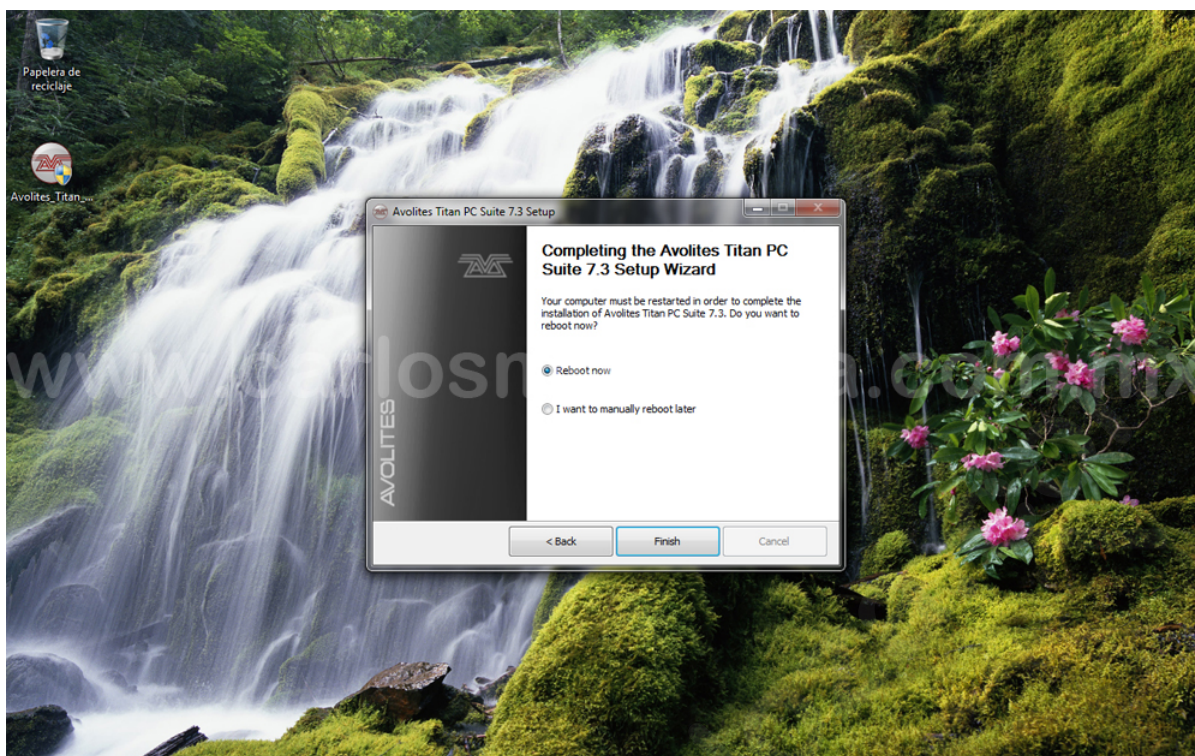 Papelera de
reciclaje
Avolites_Titan_...
Avolites Titan PC Suite 7.3 Setup
Completing the Avolites Titan PC
Suite 7.3 Setup Wizard
Your computer must be restarted in order to complete the
installation of Avolites Titan PC Suite 7.3. Do you want to
reboot now?
Reboot now
I want to manually reboot later
AVOLITES
< Back
Finish
Cancel